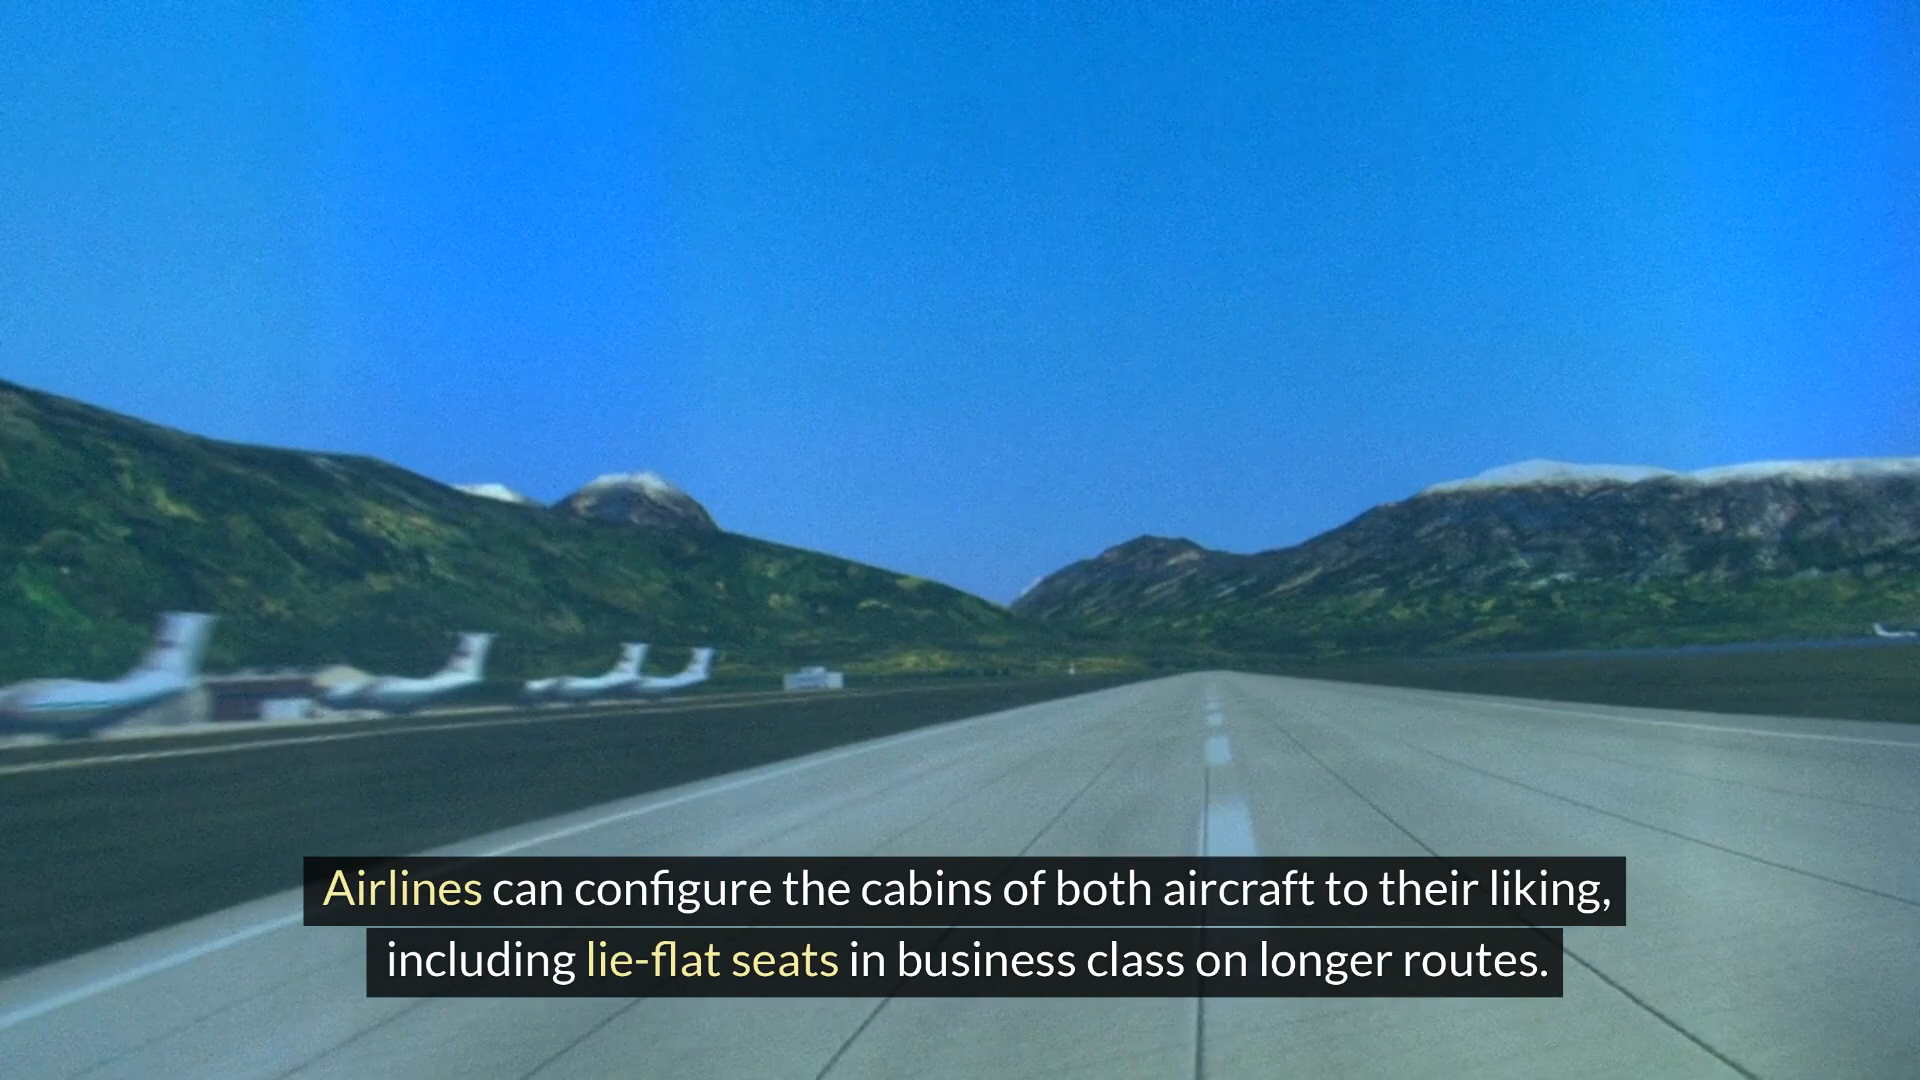 Airlines can configure the cabins of both aircraft to their liking,
including lie-flat seats in business class on longer routes.